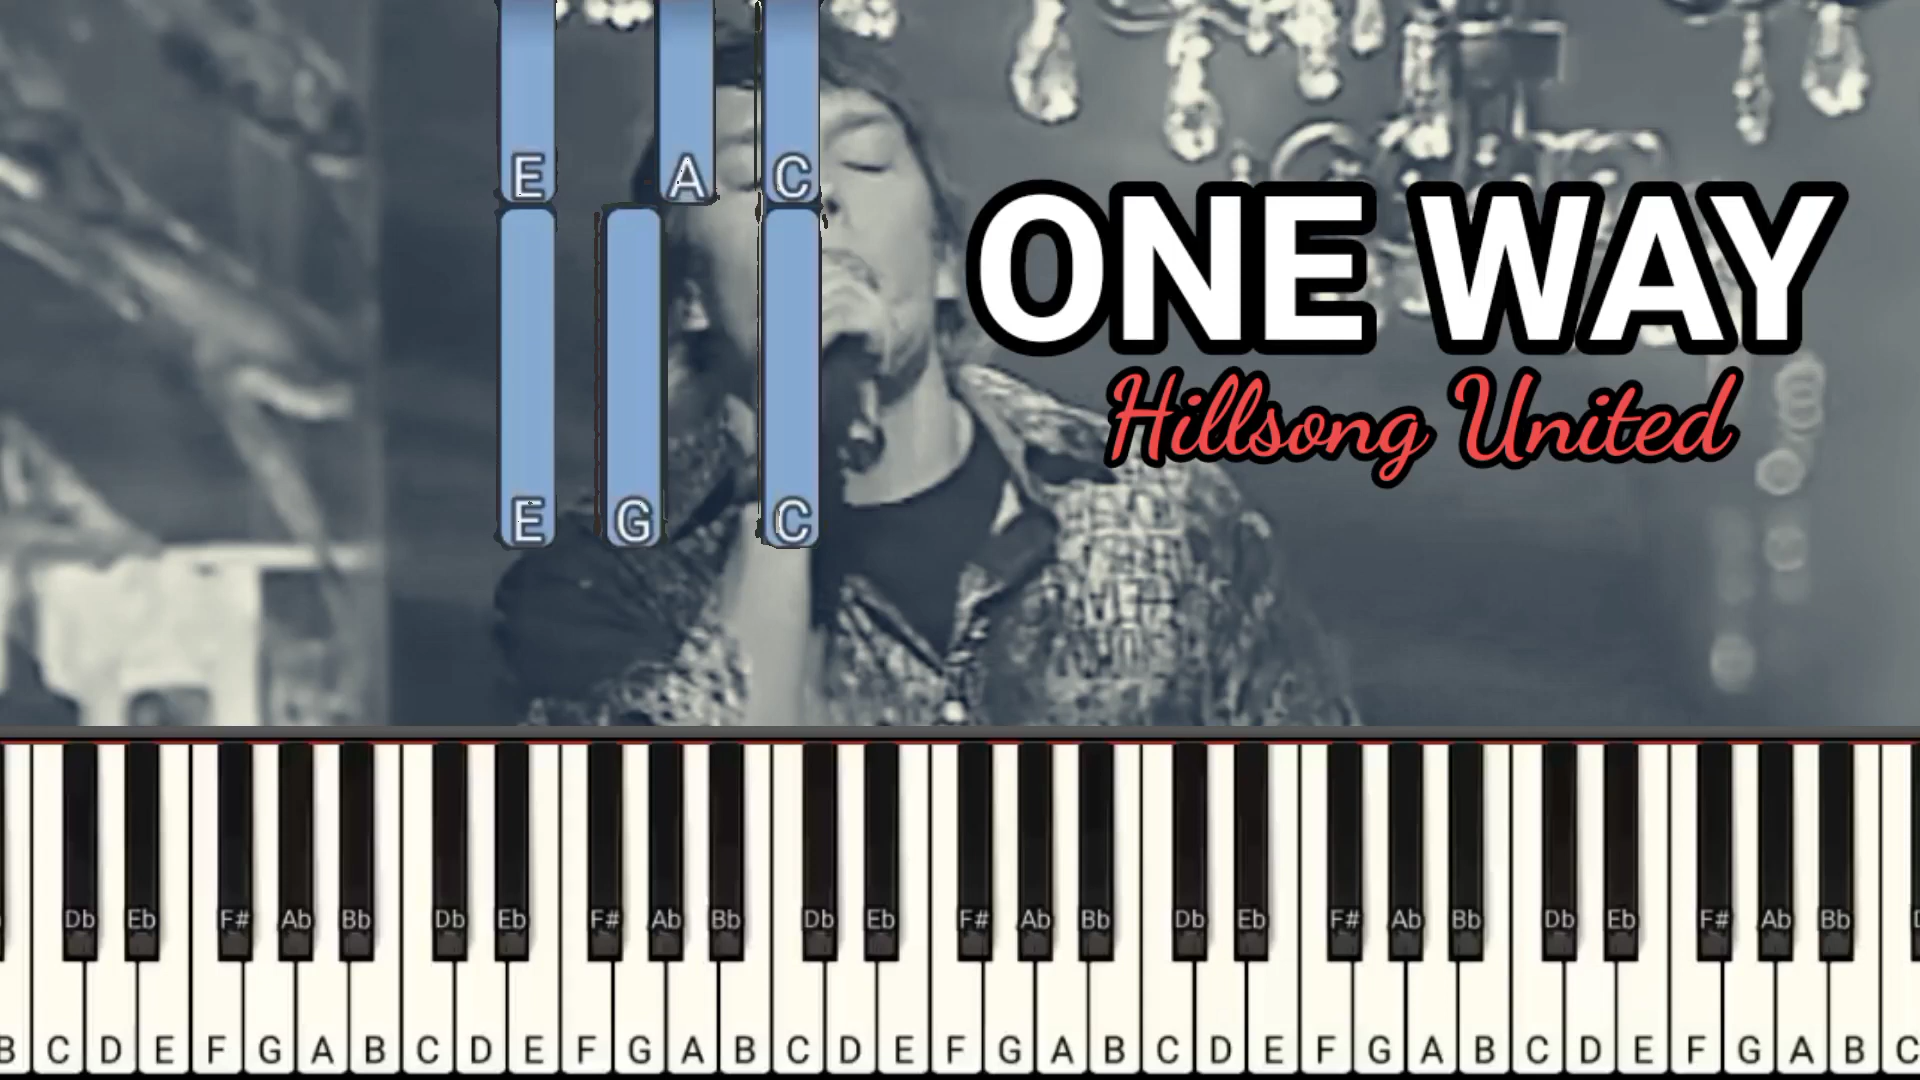 E A C
ONE WAY
Hillsong United
E G C
Db Eb F# Ab Bb Db Eb F# Ab Bb Db Eb F# Ab Bb Db Eb F# Ab Bb Db Eb F# Ab Bb
B C D E F G A B C D E F G A B C D E F G A B C D E F G A B C D E F G A B C